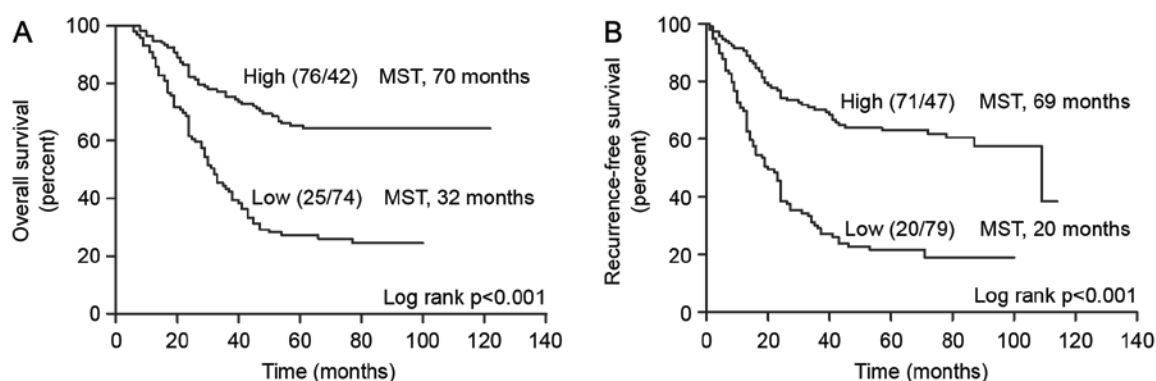 A
Overall survival
(percent)
100
80
60
40
20
0
High (76/42) MST, 70 months
Low (25/74) MST, 32 months
Log rank p<0.001
0 20 40 60 80 100 120 140
Time (months)
B
Recurrence-free survival
(percent)
100
80
60
40
20
0
High (71/47) MST, 69 months
Low (20/79) MST, 20 months
Log rank p<0.001
0 20 40 60 80 100 120 140
Time (months)